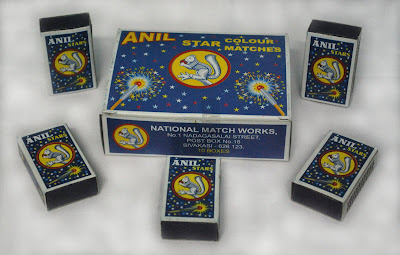 ANIL
STARS
ANIL
STAR COLOUR
MATCHES
ANIL
STARS
NATIONAL MATCH WORKS,
No.1 NADAGASALAI STREET,
POST BOX No.16
SIVAKASI - 626 123.
10 BOXES
ANIL
STARS
ANIL
STARS
ANIL
STARS